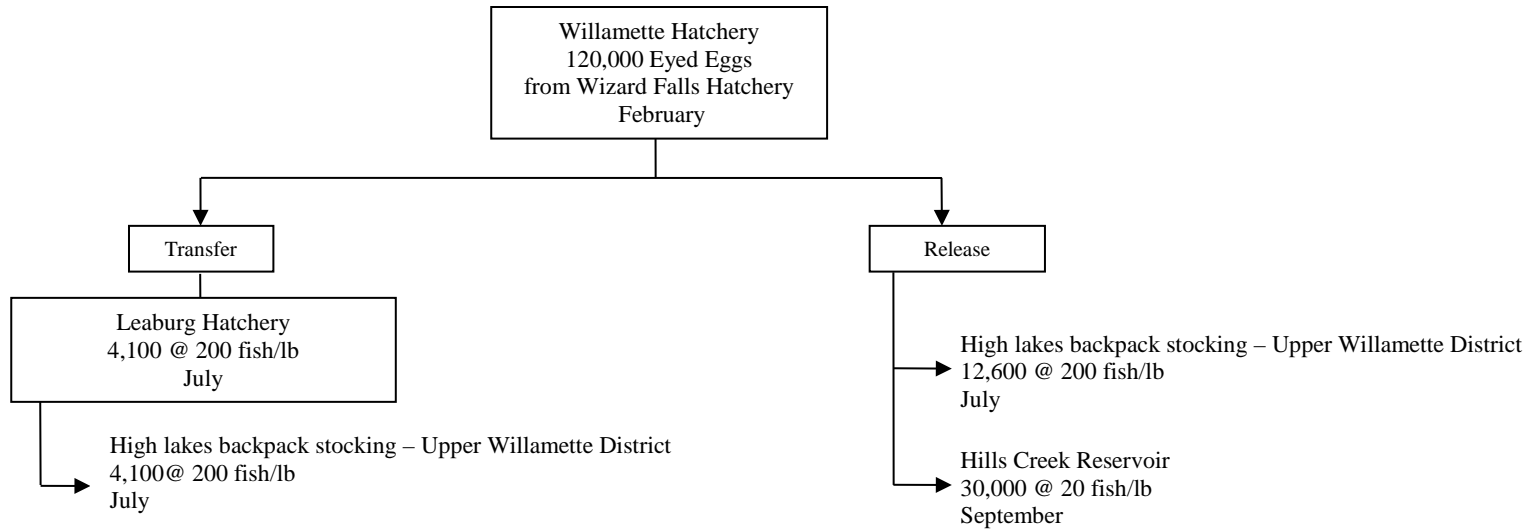 Willamette Hatchery
120,000 Eyed Eggs
from Wizard Falls Hatchery
February
Transfer
Release
Leaburg Hatchery
4,100 @ 200 fish/lb
July
High lakes backpack stocking – Upper Willamette District
4,100@ 200 fish/lb
July
High lakes backpack stocking – Upper Willamette District
12,600 @ 200 fish/lb
July
Hills Creek Reservoir
30,000 @ 20 fish/lb
September